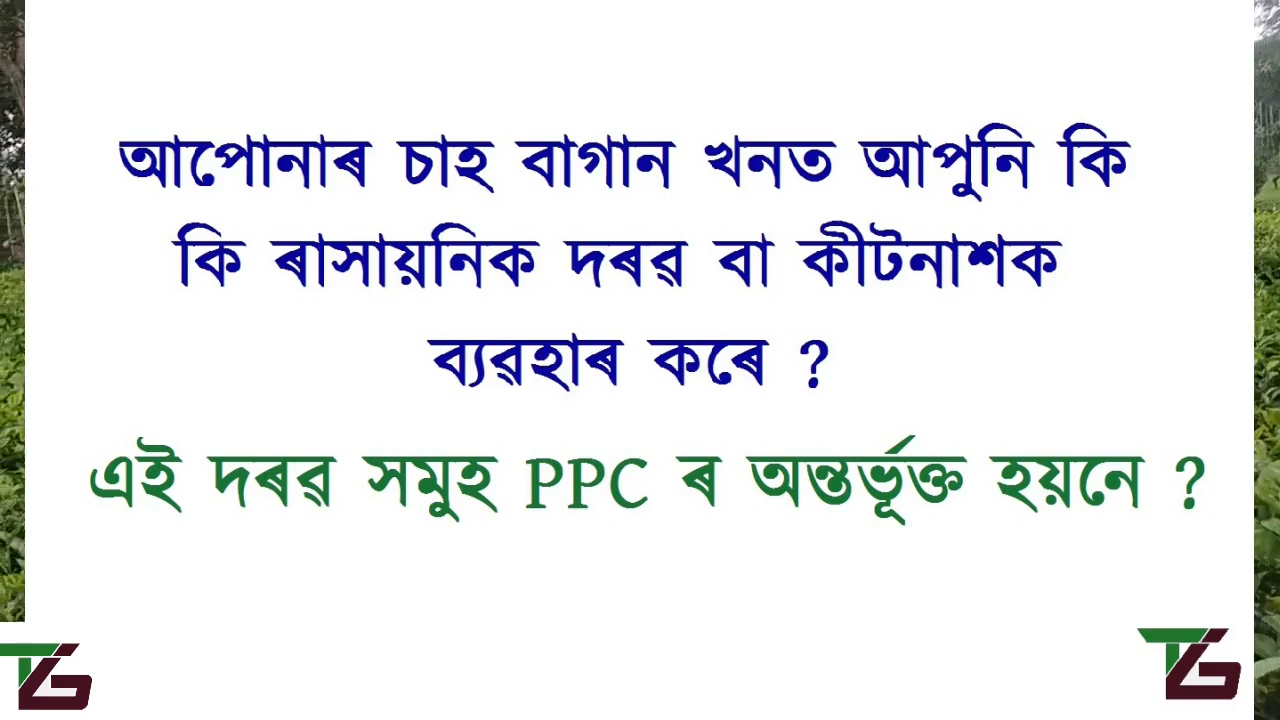 আপোনাৰ চাহ বাগান খনত আপুনি কি
কি ৰাসায়নিক দৰৱ বা কীটনাশক
ব্যৱহাৰ কৰে ?
এই দৰৱ সমুহ PPC ৰ অন্তৰ্ভূক্ত হয়নে ?
TG
TG